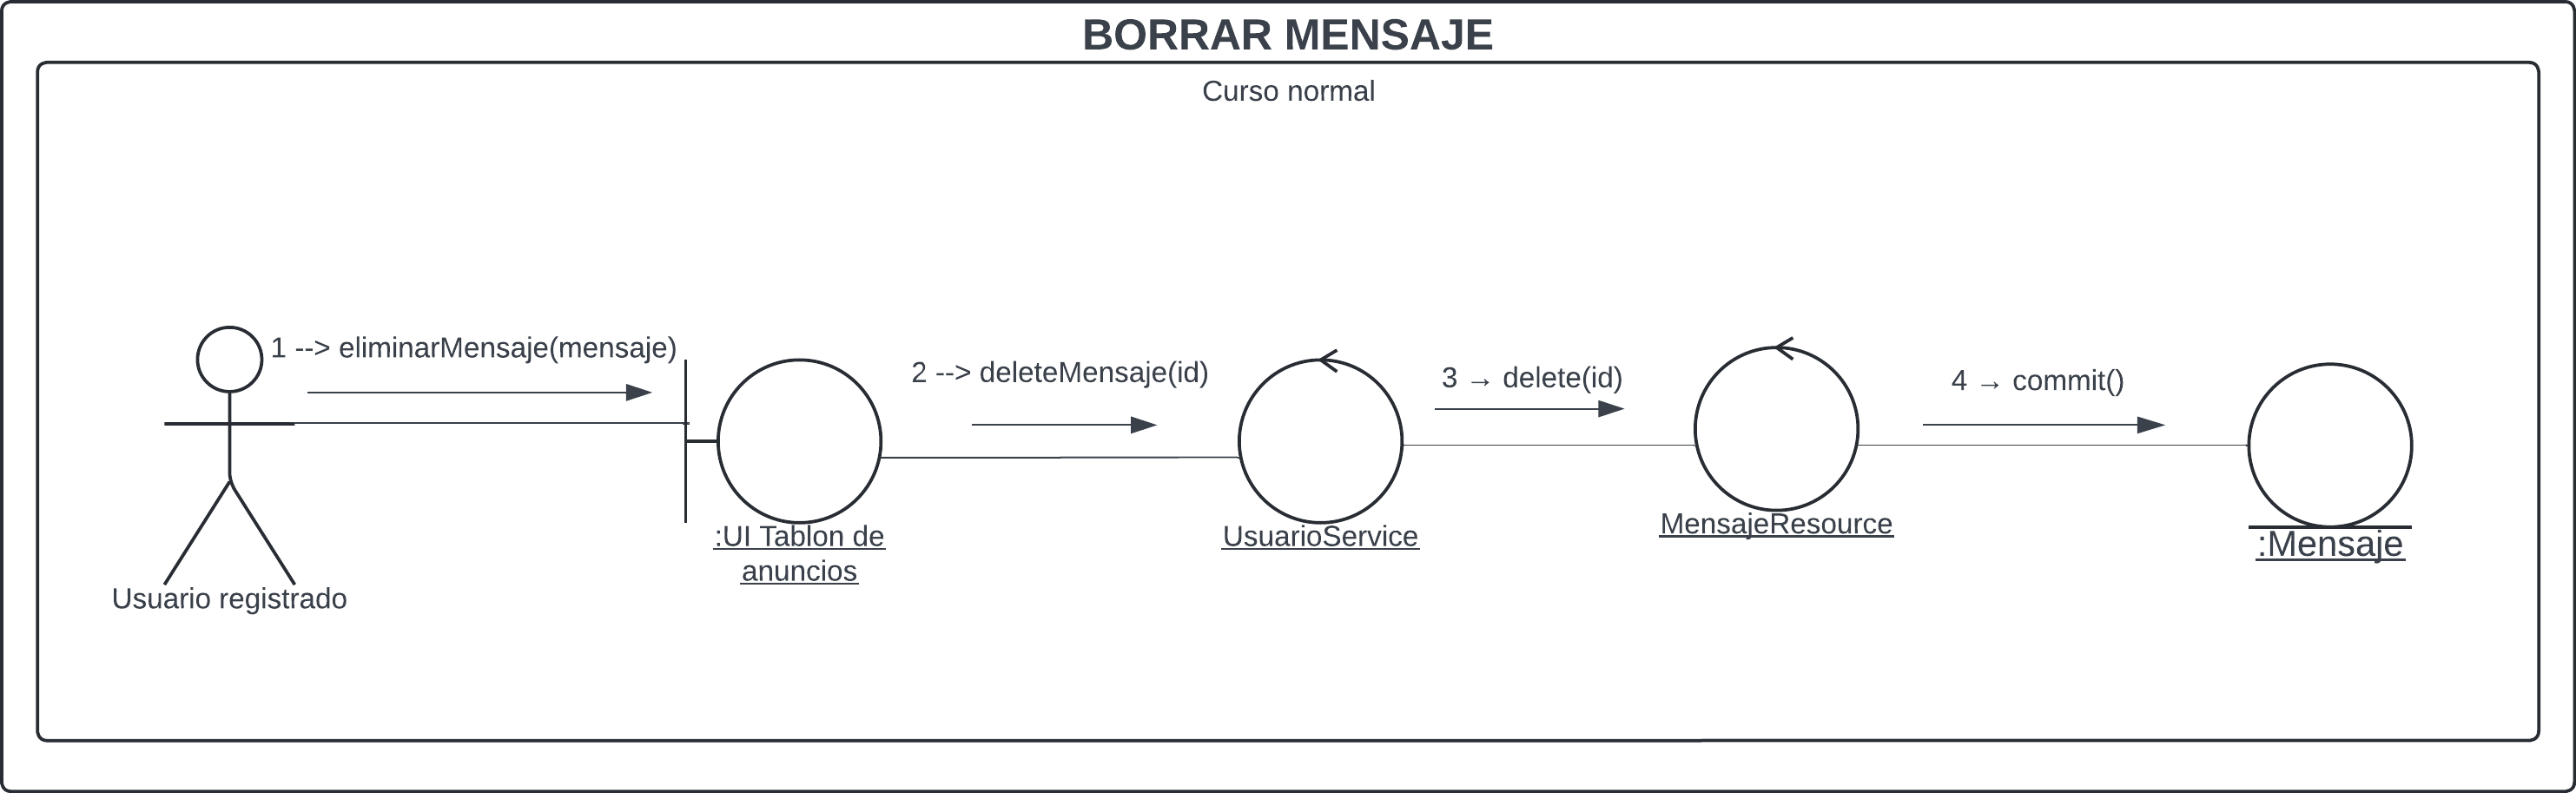 BORRAR MENSAJE
Curso normal
1 --> eliminarMensaje(mensaje)
2 --> deleteMensaje(id)
3 → delete(id)
4 → commit()
Usuario registrado
:UI Tablon de
anuncios
UsuarioService
MensajeResource
:Mensaje